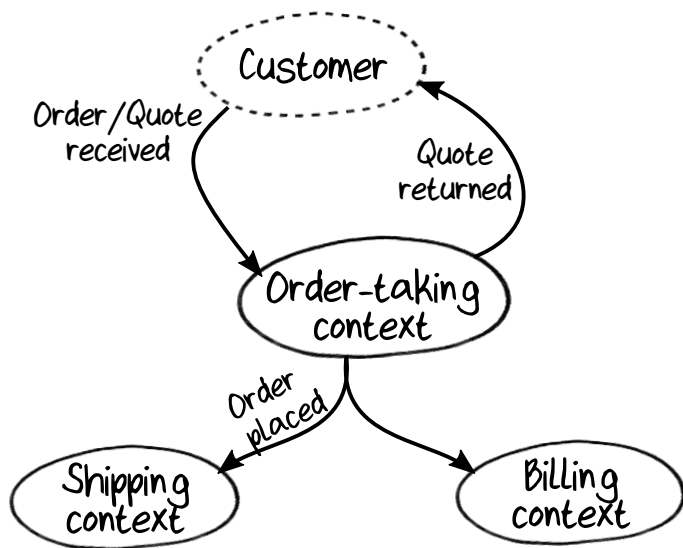 Customer
Order/Quote
received
Quote
returned
Order-taking
context
Order
placed
Shipping
context
Billing
context